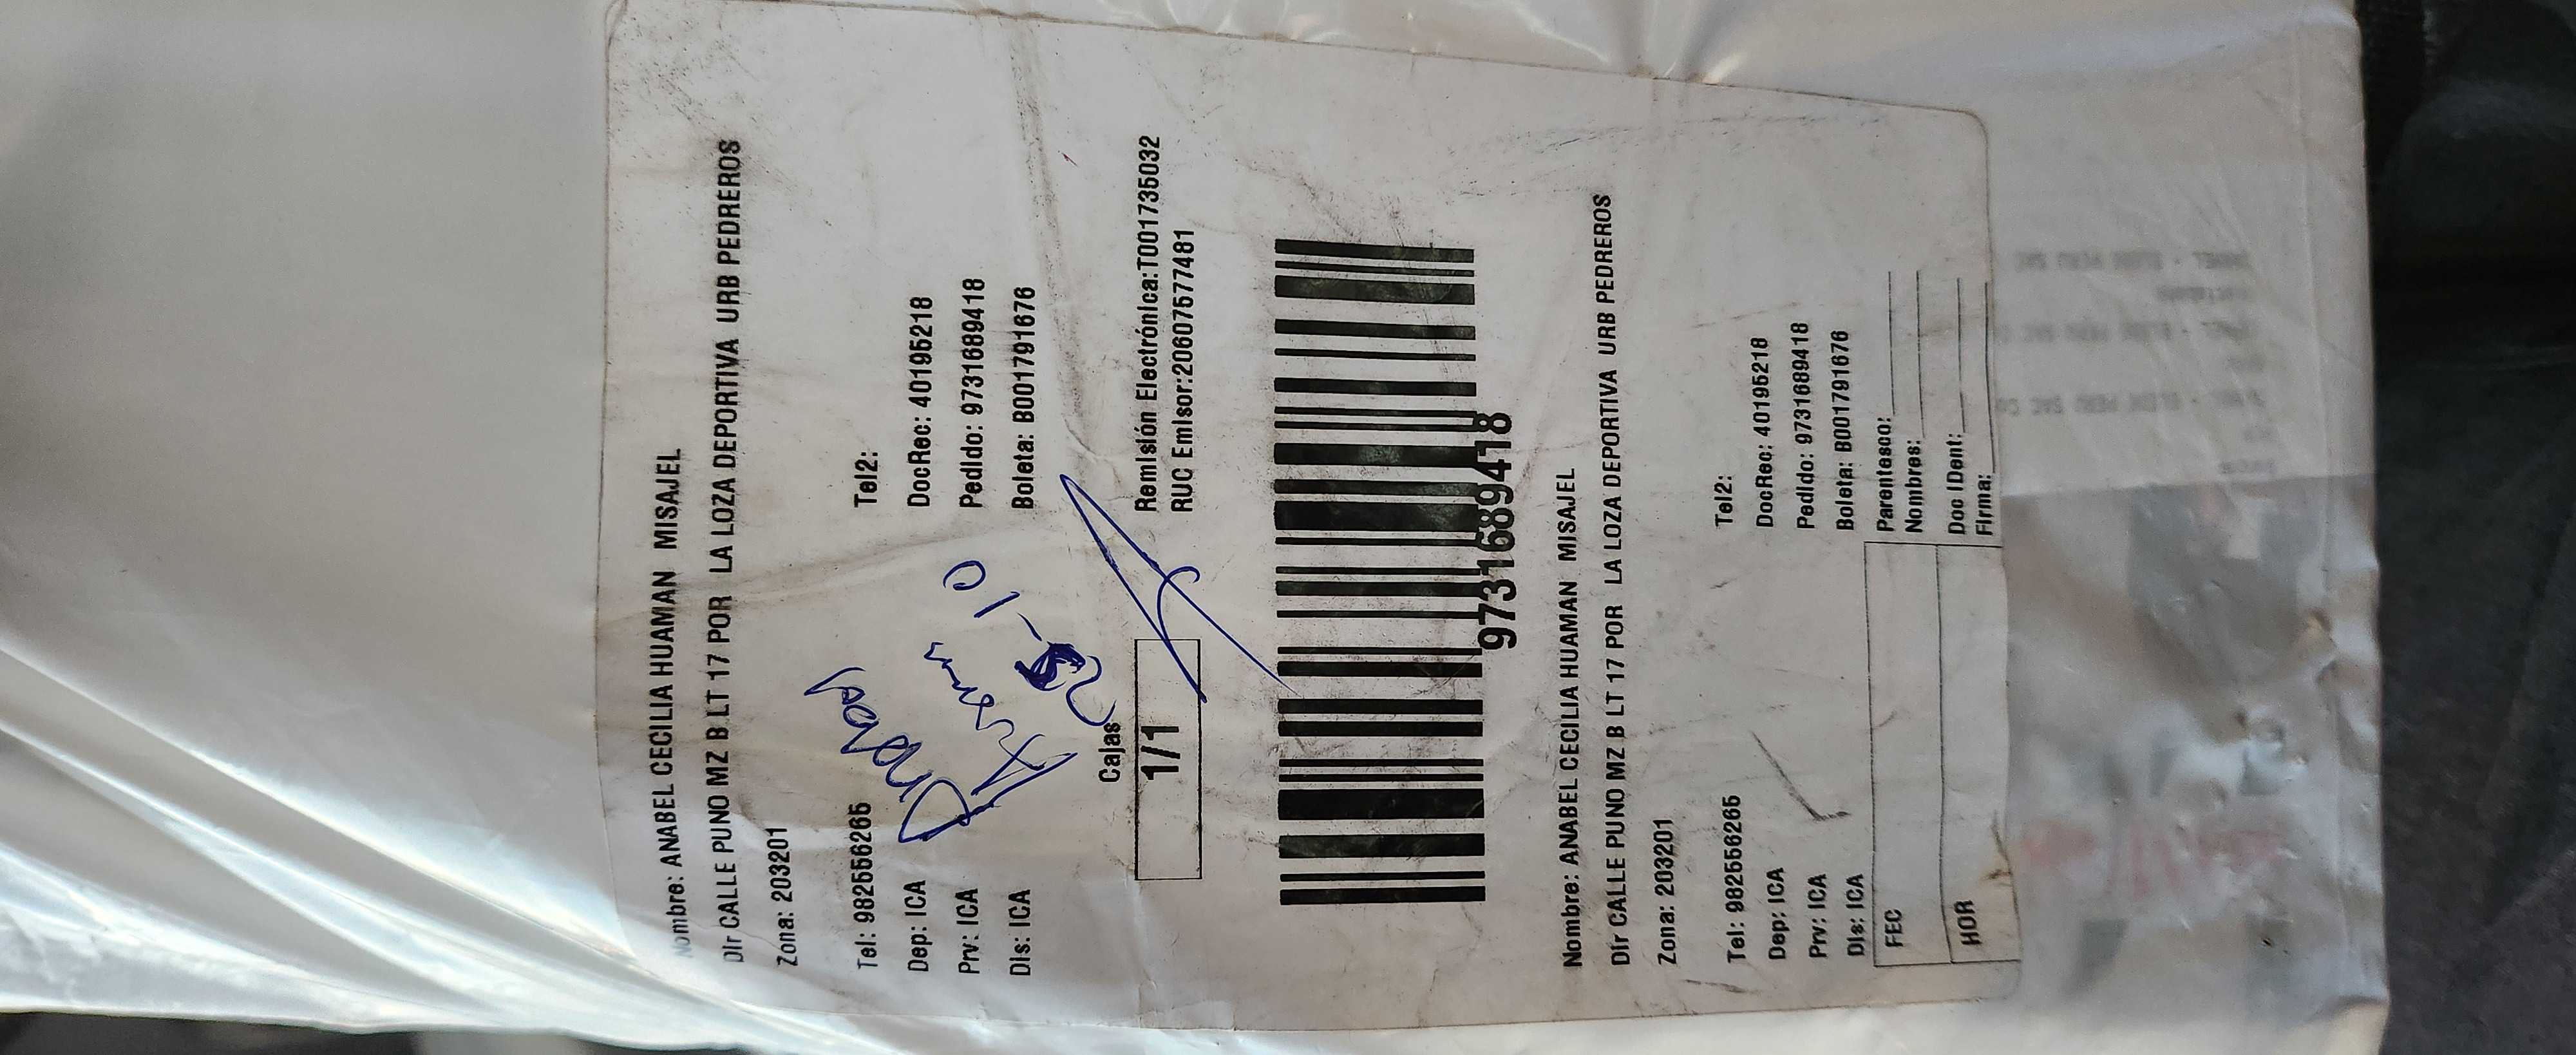 Nombre: ANABEL CECILIA HUAMAN MISAJEL
Dir CALLE PUNO MZ B LT 17 POR LA LOZA DEPORTIVA URB PEDREROS
Zona: 203201
Tel: 982556265 Tel2:
Dep: ICA DocRec: 40195218
Prv: ICA Pedido: 9731689418
Dis: ICA Boleta: B001791676
28-10
Cajas
1/1
Remisión Electrónica:T001735032
RUC Emisor:20607577481
9731689418
Nombre: ANABEL CECILIA HUAMAN MISAJEL
Dir CALLE PUNO MZ B LT 17 POR LA LOZA DEPORTIVA URB PEDREROS
Zona: 203201
Tel: 982556265 Tel2:
Dep: ICA DocRec: 40195218
Prv: ICA Pedido: 9731689418
Dis: ICA Boleta: B001791676
FEC Parentesco:
Nombres:
HOR Doc IDent:
Firma: